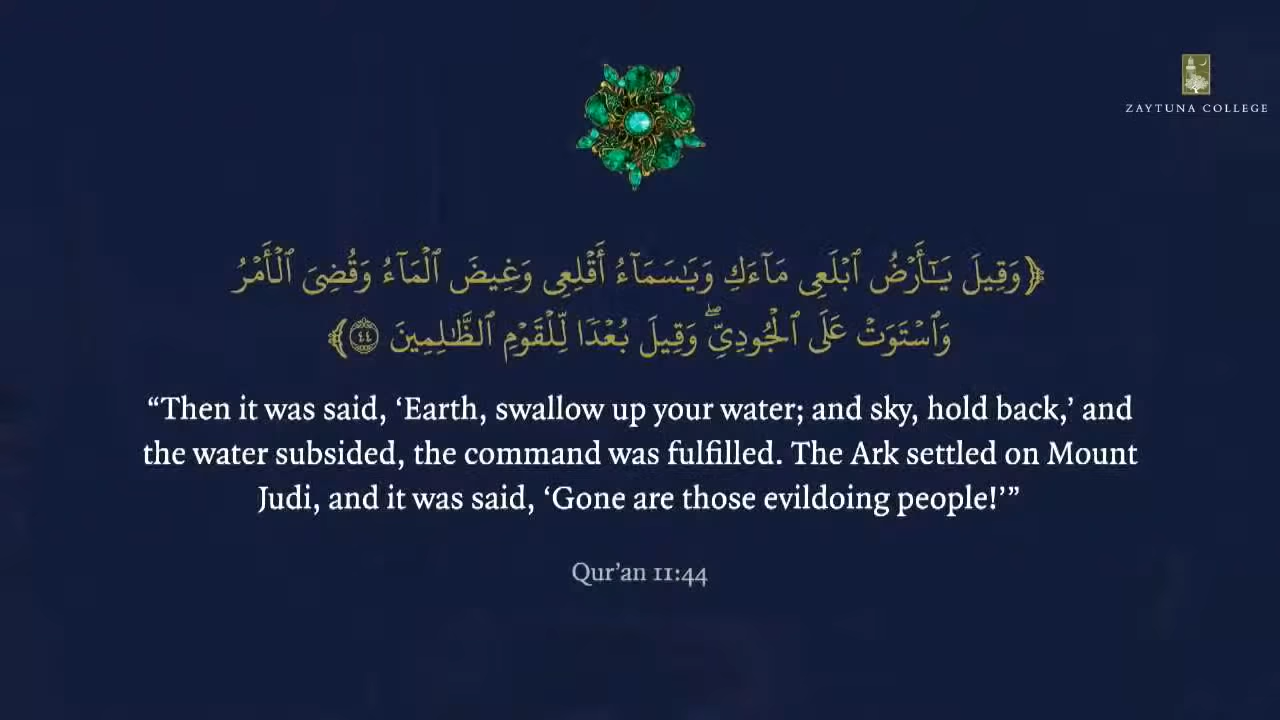 ZAYTUNA COLLEGE
﴿وَقِيلَ يَـٰٓأَرْضُ ٱبْلَعِى مَآءَكِ وَيَـٰسَمَآءُ أَقْلِعِى وَغِيضَ ٱلْمَآءُ وَقُضِىَ ٱلْأَمْرُ
وَٱسْتَوَتْ عَلَى ٱلْجُودِىِّ ۖ وَقِيلَ بُعْدًا لِّلْقَوْمِ ٱلظَّـٰلِمِينَ ٤٤﴾
“Then it was said, ‘Earth, swallow up your water; and sky, hold back,’ and
the water subsided, the command was fulfilled. The Ark settled on Mount
Judi, and it was said, ‘Gone are those evildoing people!’”
Qur’an 11:44